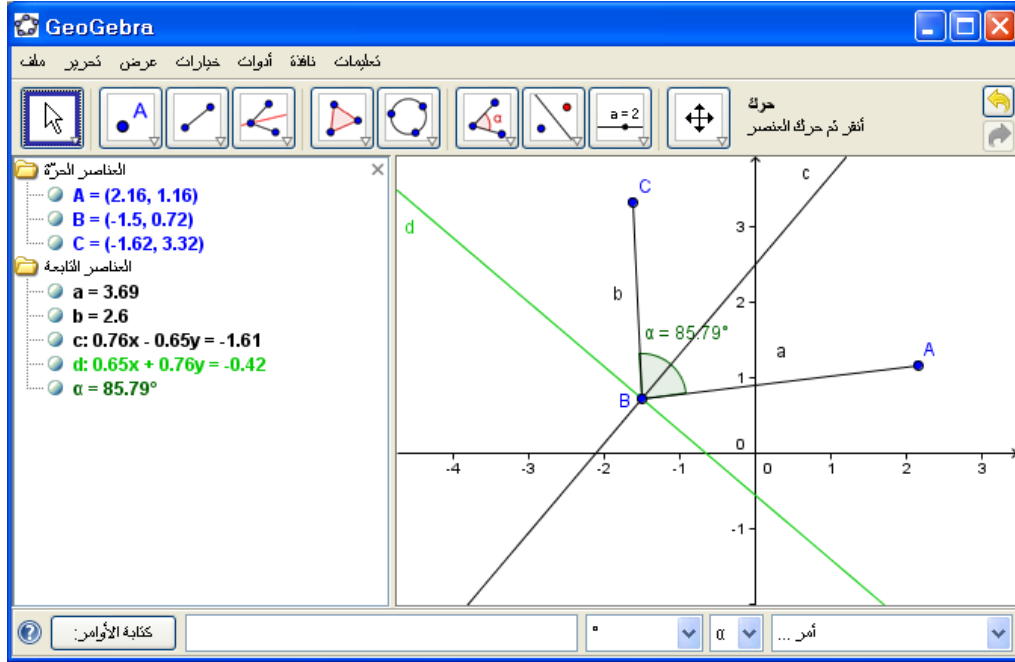 GeoGebra
ملف تحرير عرض خيارات أدوات نافذة تعليمات
A
α
a = 2
حرك
أنقر ثم حرك العنصر
العناصر الحرّة
A = (2.16, 1.16)
B = (-1.5, 0.72)
C = (-1.62, 3.32)
العناصر التابعة
a = 3.69
b = 2.6
c: 0.76x - 0.65y = -1.61
d: 0.65x + 0.76y = -0.42
α = 85.79°
c
C
d
3
b
2
α = 85.79°
a
A
1
B
0
-4 -3 -2 -1 0 1 2 3
-1
كتابة الأوامر:
°
α
أمر ...